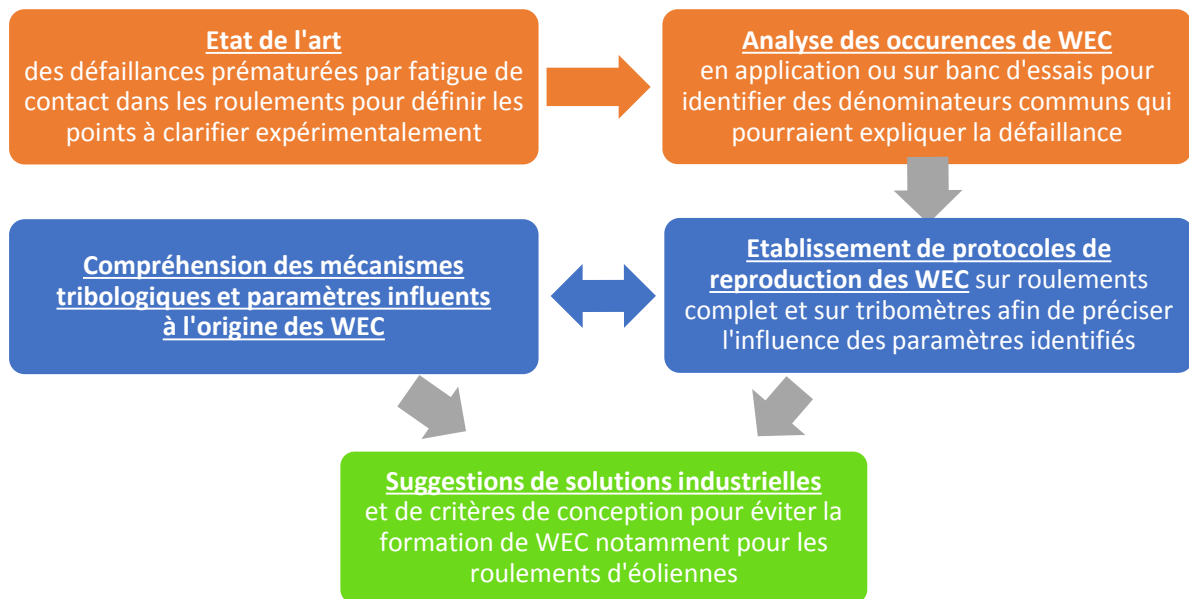 Etat de l'art
des défaillances prématurées par fatigue de
contact dans les roulements pour définir les
points à clarifier expérimentalement
Analyse des occurences de WEC
en application ou sur banc d'essais pour
identifier des dénominateurs communs qui
pourraient expliquer la défaillance
Compréhension des mécanismes
tribologiques et paramètres influents
à l'origine des WEC
Etablissement de protocoles de
reproduction des WEC sur roulements
complet et sur tribomètres afin de préciser
l'influence des paramètres identifiés
Suggestions de solutions industrielles
et de critères de conception pour éviter la
formation de WEC notamment pour les
roulements d'éoliennes